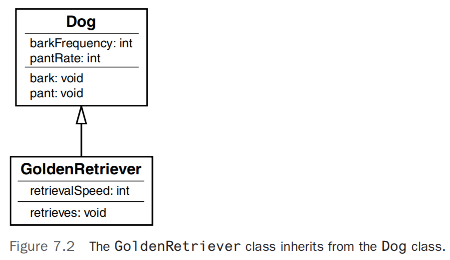 Dog
barkFrequency: int
pantRate: int
bark: void
pant: void
GoldenRetriever
retrievalSpeed: int
retrieves: void
Figure 7.2 The GoldenRetriever class inherits from the Dog class.